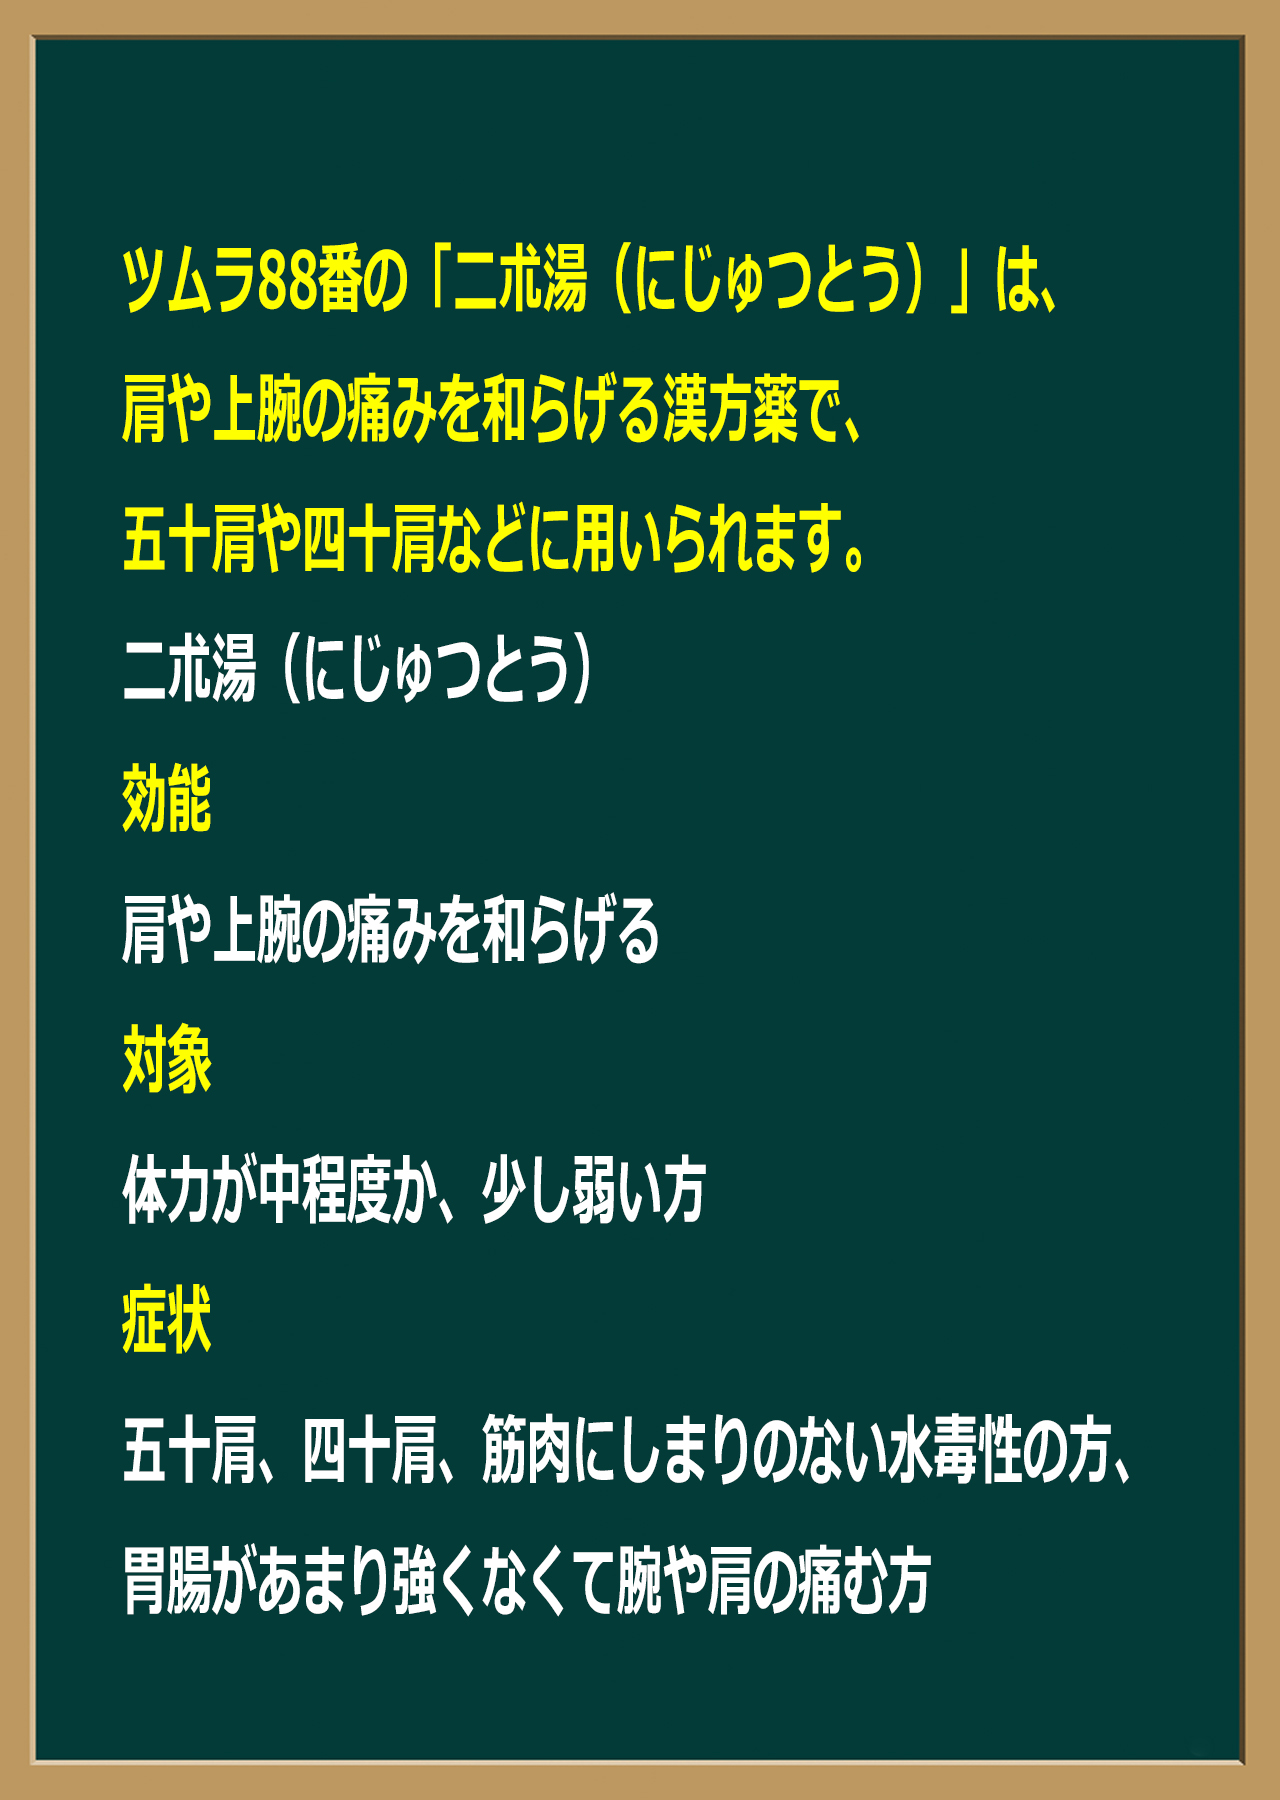 ツムラ88番の「二朮湯（にじゅつとう）」は、
肩や上腕の痛みを和らげる漢方薬で、
五十肩や四十肩などに用いられます。
二朮湯（にじゅつとう）
効能
肩や上腕の痛みを和らげる
対象
体力が中程度か、少し弱い方
症状
五十肩、四十肩、筋肉にしまりのない水毒性の方、
胃腸があまり強くなくて腕や肩の痛む方